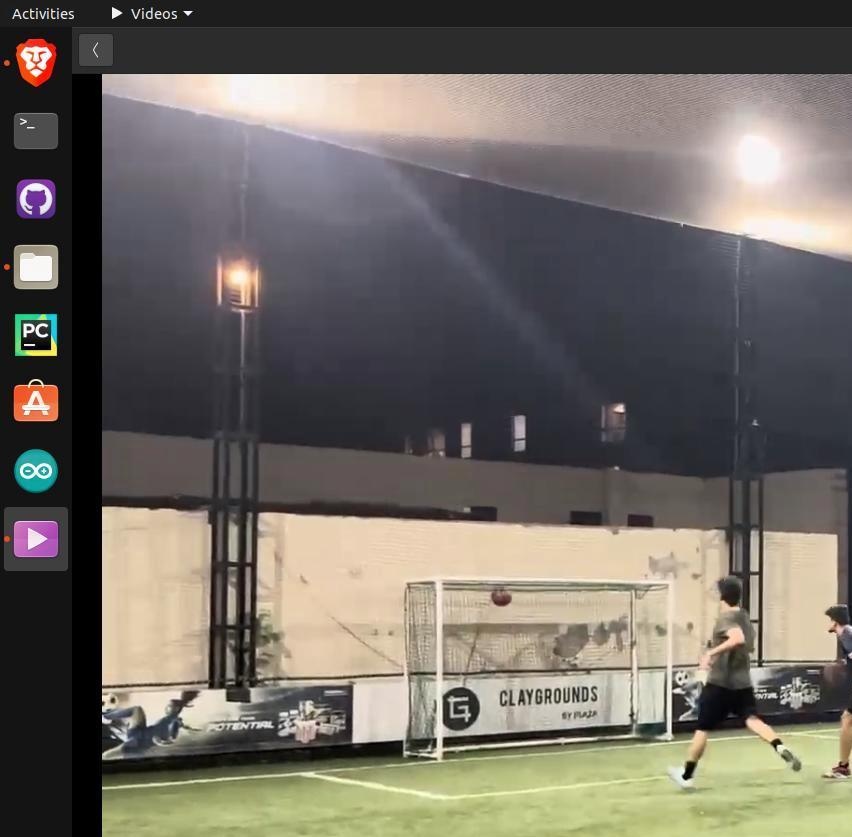 Activities
Videos
>_
PC
POTENTIAL
CLAYGROUNDS
BY PLAZA